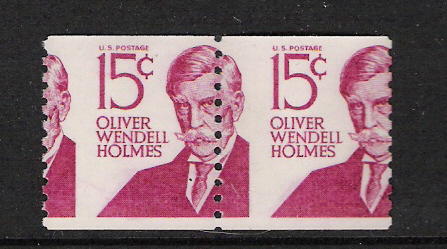 U.S. POSTAGE
15¢
OLIVER
WENDELL
HOLMES
U.S. POSTAGE
15¢
OLIVER
WENDELL
HOLMES